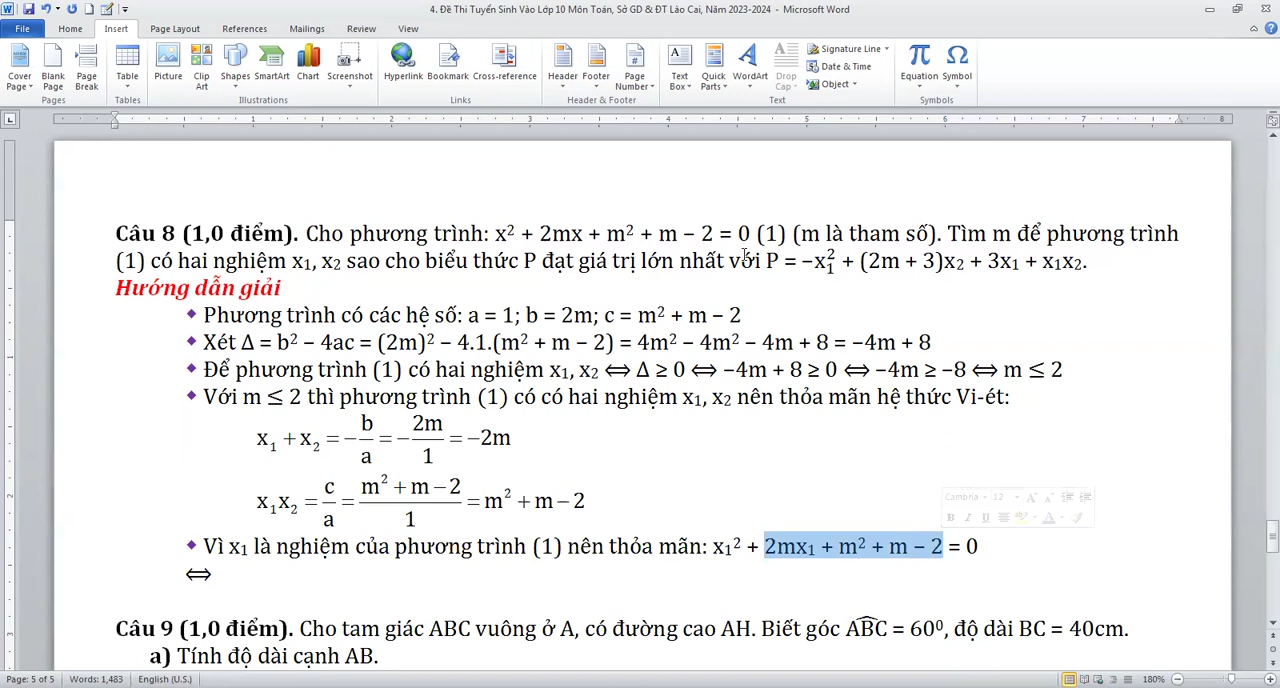 4. Đề Thi Tuyển Sinh Vào Lớp 10 Môn Toán, Sở GD & ĐT Lào Cai, Năm 2023-2024 - Microsoft Word
File Home Insert Page Layout References Mailings Review View
Cover Page Blank Page Page Break Table Picture Clip Art Shapes SmartArt Chart Screenshot Hyperlink Bookmark Cross-reference Header Footer Page Number Text Box Quick Parts WordArt Drop Cap Signature Line Date & Time Object Equation Symbol
Pages Tables Illustrations Links Header & Footer Text Symbols
1 2 3 4 5 6 7 8
Câu 8 (1,0 điểm). Cho phương trình: x² + 2mx + m² + m – 2 = 0 (1) (m là tham số). Tìm m để phương trình
(1) có hai nghiệm x₁, x₂ sao cho biểu thức P đạt giá trị lớn nhất với P = −x₁² + (2m + 3)x₂ + 3x₁ + x₁x₂.
Hướng dẫn giải
◆ Phương trình có các hệ số: a = 1; b = 2m; c = m² + m – 2
◆ Xét Δ = b² – 4ac = (2m)² – 4.1.(m² + m – 2) = 4m² – 4m² – 4m + 8 = –4m + 8
◆ Để phương trình (1) có hai nghiệm x₁, x₂ ⟺ Δ ≥ 0 ⟺ –4m + 8 ≥ 0 ⟺ –4m ≥ –8 ⟺ m ≤ 2
◆ Với m ≤ 2 thì phương trình (1) có có hai nghiệm x₁, x₂ nên thỏa mãn hệ thức Vi-ét:
x₁ + x₂ = −b/a = −2m/1 = −2m
x₁x₂ = c/a = (m² + m − 2)/1 = m² + m − 2
Cambria 12
B I U
◆ Vì x₁ là nghiệm của phương trình (1) nên thỏa mãn: x₁² + 2mx₁ + m² + m – 2 = 0
⟺
Câu 9 (1,0 điểm). Cho tam giác ABC vuông ở A, có đường cao AH. Biết góc ABC = 60⁰, độ dài BC = 40cm.
a) Tính độ dài cạnh AB.
Page: 5 of 5 Words: 1,483 English (U.S.) 180%